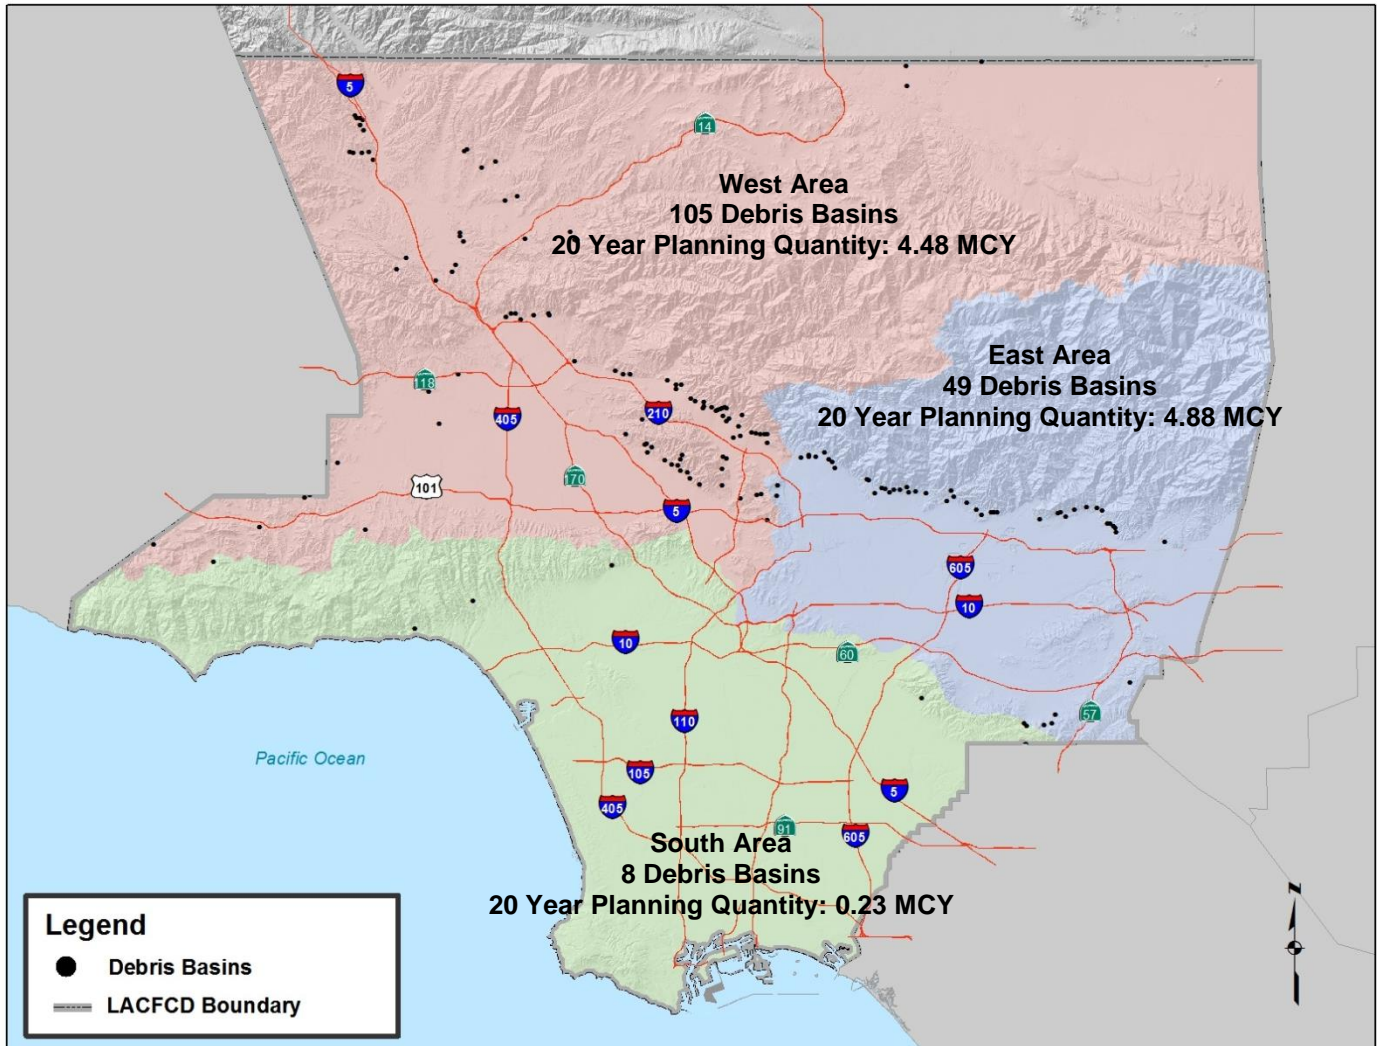 5
14
West Area
105 Debris Basins
20 Year Planning Quantity: 4.48 MCY
East Area
49 Debris Basins
20 Year Planning Quantity: 4.88 MCY
118
405
210
170
101
5
605
10
10
60
57
110
Pacific Ocean
105
405
5
91
605
South Area
8 Debris Basins
20 Year Planning Quantity: 0.23 MCY
Legend
Debris Basins
LACFCD Boundary
N